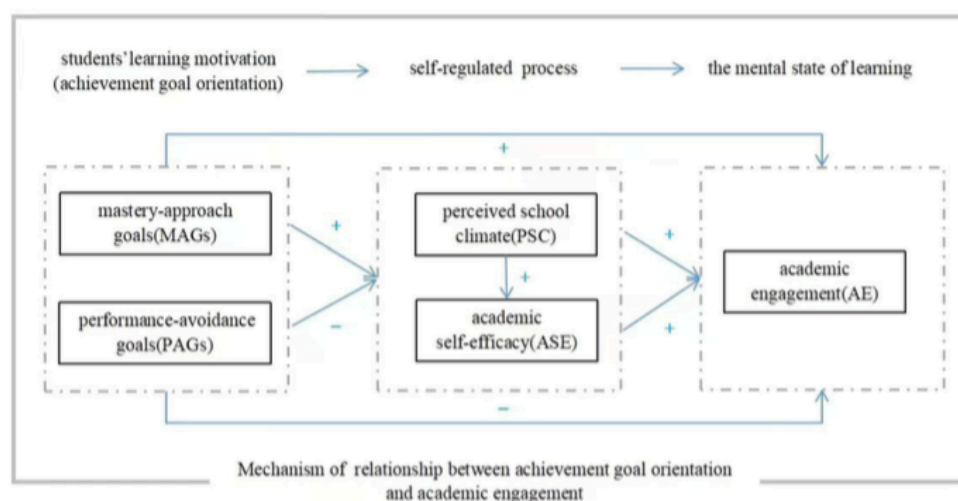 students'learning motivation
(achievement goal orientation)
self-regulated process
the mental state of learning
+
mastery-approach
goals(MAGs)
+
perceived school
climate(PSC)
+
+
academic
engagement(AE)
performance-avoidance
goals(PAGs)
−
academic
self-efficacy(ASE)
+
−
Mechanism of relationship between achievement goal orientation
and academic engagement